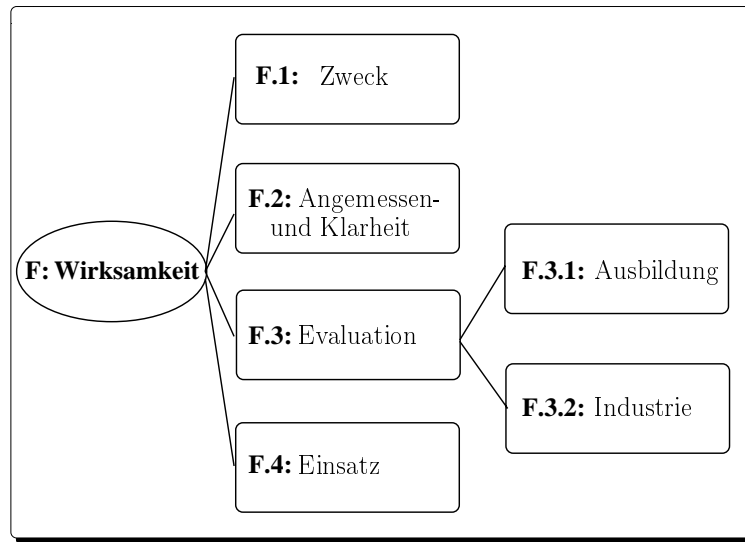 F: Wirksamkeit
F.1: Zweck
F.2: Angemessen-
und Klarheit
F.3: Evaluation
F.3.1: Ausbildung
F.3.2: Industrie
F.4: Einsatz